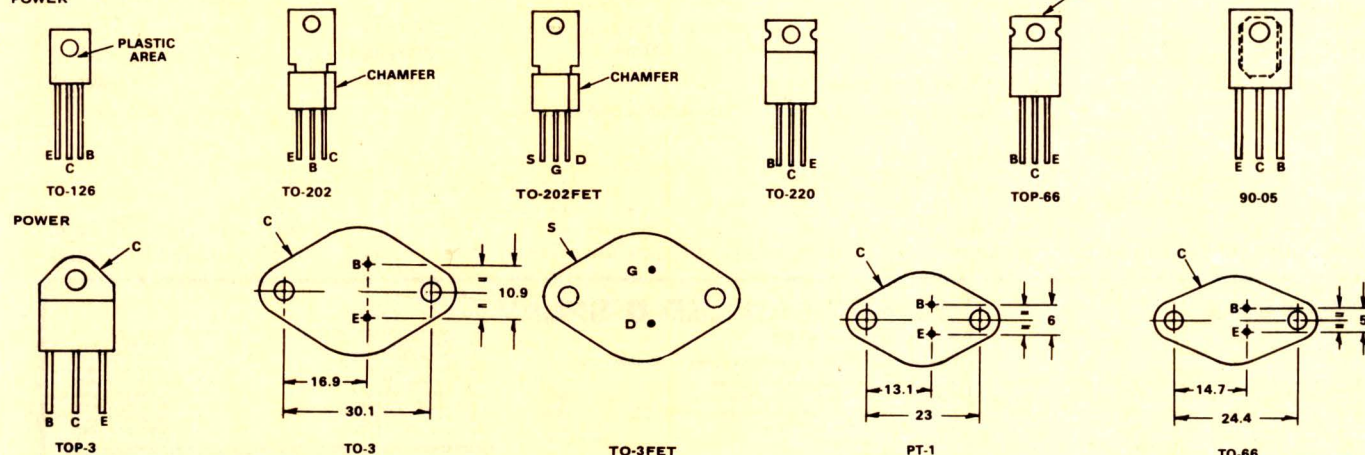 POWER
PLASTIC
AREA
CHAMFER
CHAMFER
E B
C
E C
B
S D
G
B E
C
B E
C
E C B
TO-126
TO-202
TO-202FET
TO-220
TOP-66
90-05
POWER
C
C
S
C
C
B
E
10.9
G
D
B
E
6
B
E
5
16.9
30.1
13.1
23
14.7
24.4
B C E
TOP-3
TO-3
TO-3FET
PT-1
TO-66